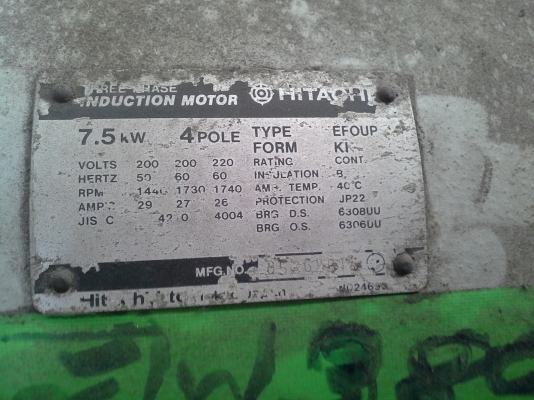 THREE PHASE
INDUCTION MOTOR HITACHI
7.5 kW 4 POLE TYPE EFOUP
FORM
VOLTS 200 200 220 RATING CONT.
HERTZ 50 60 60 INSULATION
RPM 1440 1730 1740 AMB. TEMP. 40°C
AMPS 29 27 26 PROTECTION JP22
JIS C 4210 4004 BRG D.S. 6308UU
BRG O.S. 6306UU
MFG.NO.